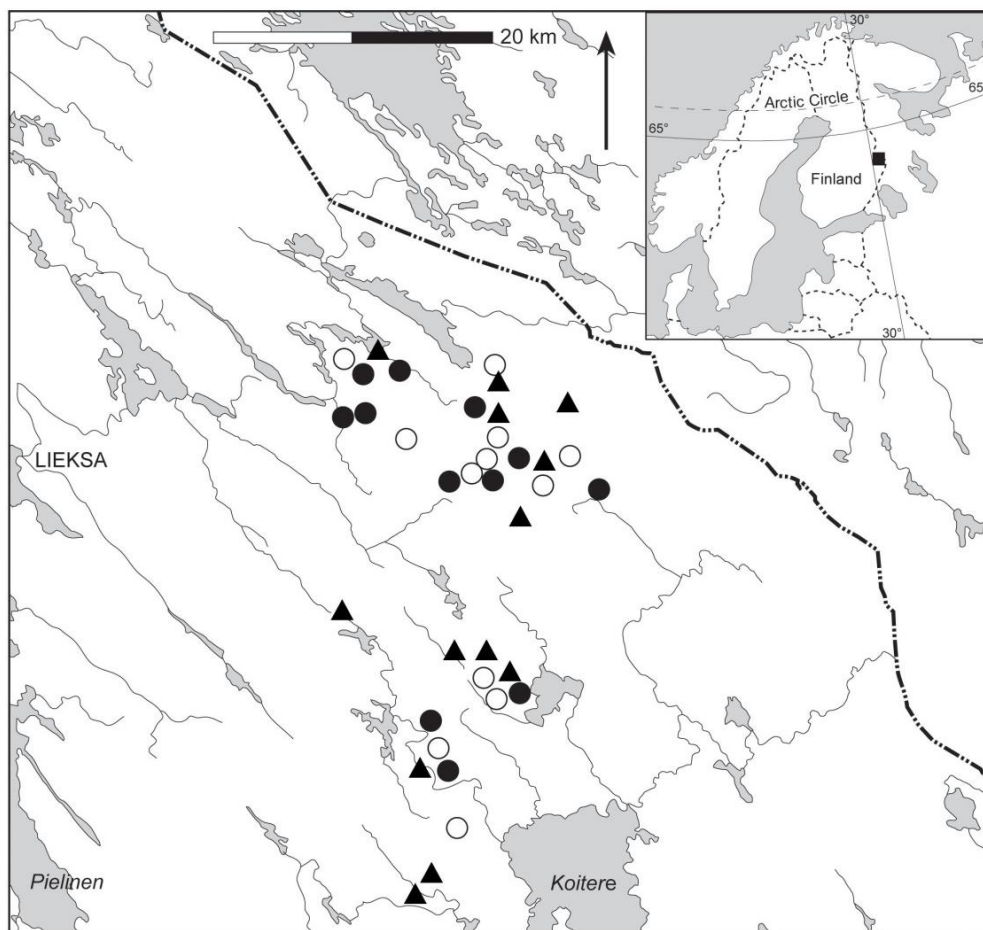 20 km
30°
Arctic Circle
65°
65°
Finland
30°
LIEKSA
Pielinen
Koitere